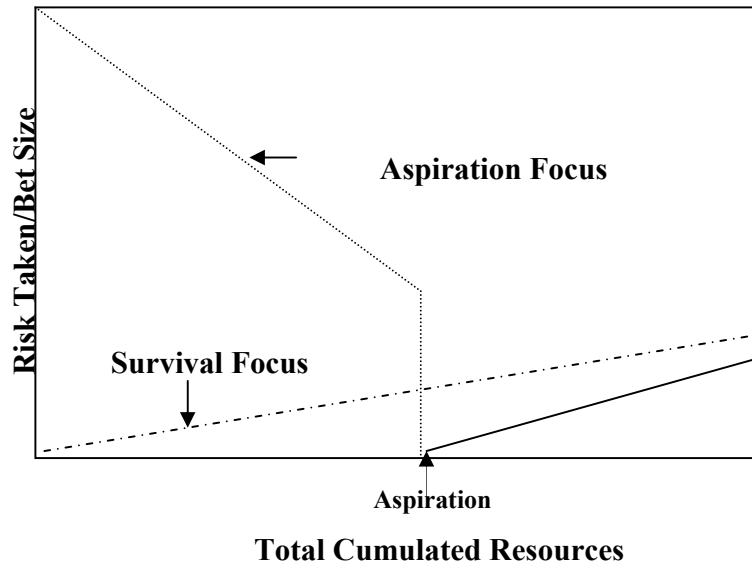 Risk Taken/Bet Size
Aspiration Focus
Survival Focus
Aspiration
Total Cumulated Resources